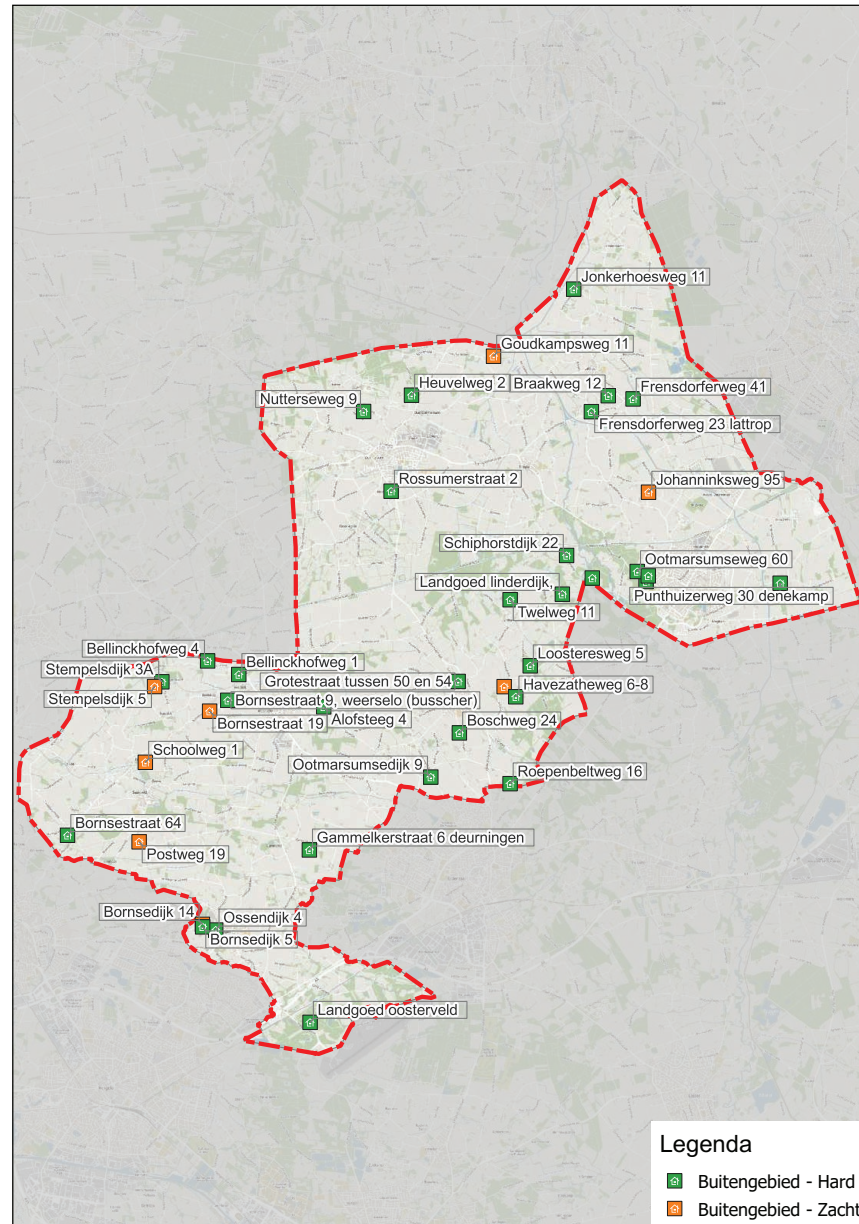 Jonkerhoesweg 11
Goudkampsweg 11
Heuvelweg 2
Braakweg 12
Frensdorferweg 41
Nutterseweg 9
Frensdorferweg 23 lattrop
Rossumerstraat 2
Johanninksweg 95
Schiphorstdijk 22
Ootmarsumseweg 60
Landgoed linderdijk,
Punthuizerweg 30 denekamp
Twelweg 11
Bellinckhofweg 4
Stempelsdijk 3A
Bellinckhofweg 1
Loosteresweg 5
Grotestraat tussen 50 en 54
Stempelsdijk 5
Bornsestraat 9, weerselo (busscher)
Havezatheweg 6-8
Bornsestraat 19
Alofsteeg 4
Boschweg 24
Schoolweg 1
Ootmarsumsedijk 9
Roepenbeltweg 16
Bornsestraat 64
Postweg 19
Gammelkerstraat 6 deurningen
Bornsedijk 14
Ossendijk 4
Bornsedijk 5
Landgoed oosterveld
Legenda
Buitengebied - Hard
Buitengebied - Zacht